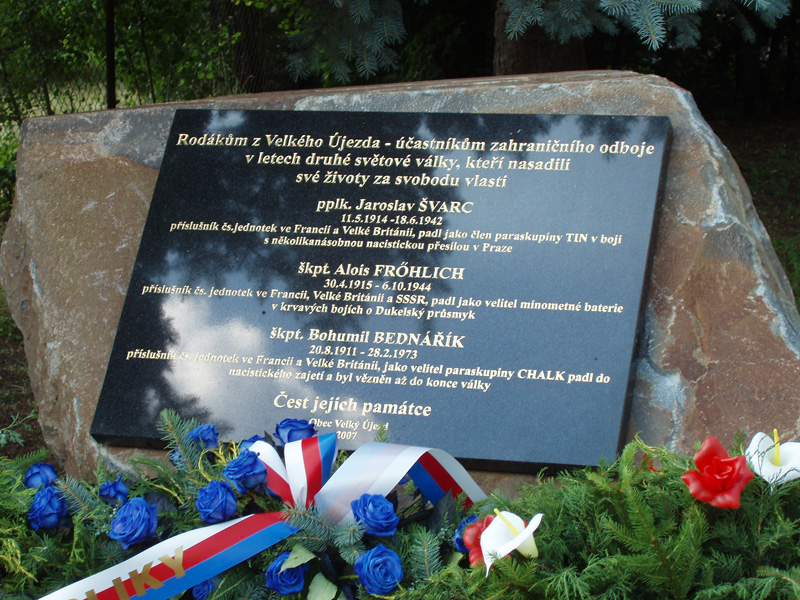 Rodákům z Velkého Újezda - účastníkům zahraničního odboje
v letech druhé světové války, kteří nasadili
své životy za svobodu vlasti
pplk. Jaroslav ŠVARC
11.5.1914 - 18.6.1942
příslušník čs.jednotek ve Francii a Velké Británii, padl jako člen paraskupiny TIN v boji
s několikanásobnou nacistickou přesilou v Praze
škpt. Alois FRŐHLICH
30.4.1915 - 6.10.1944
příslušník čs. jednotek ve Francii, Velké Británii a SSSR, padl jako velitel minometné baterie
v krvavých bojích o Dukelský průsmyk
škpt. Bohumil BEDNÁŘÍK
20.8.1911 - 28.2.1973
příslušník čs. jednotek ve Francii a Velké Británii, jako velitel paraskupiny CHALK padl do
nacistického zajetí a byl vězněn až do konce války
Čest jejich památce
Obec Velký Újezd
2007
LIKY